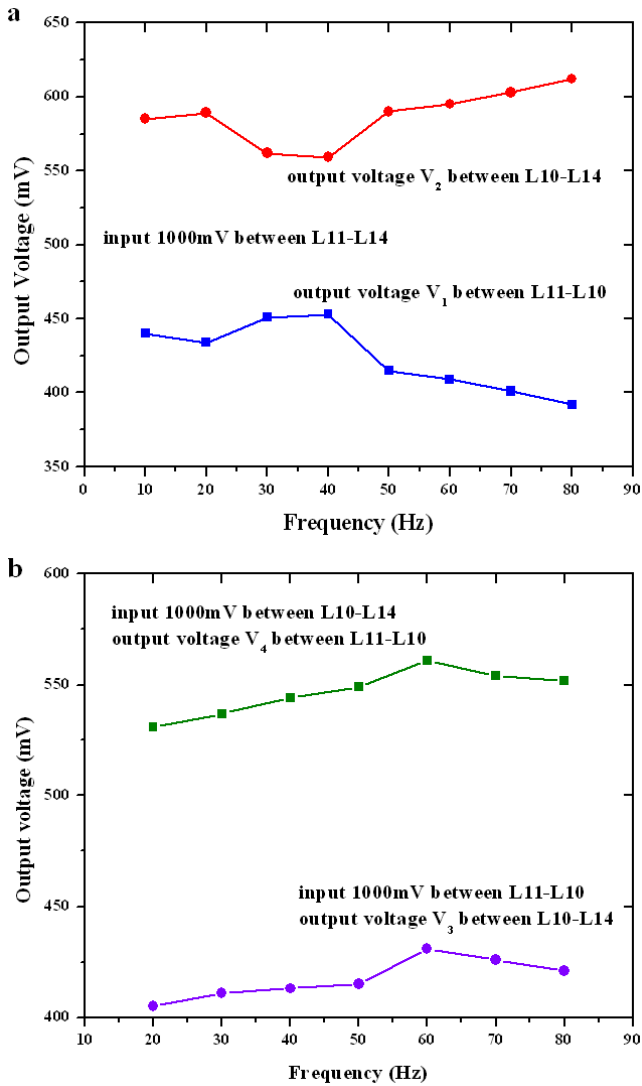 a
650
600
550
500
450
400
350
Output Voltage (mV)
output voltage V₂ between L10-L14
input 1000mV between L11-L14
output voltage V₁ between L11-L10
0 10 20 30 40 50 60 70 80 90
Frequency (Hz)
b
600
550
500
450
400
Output voltage (mV)
input 1000mV between L10-L14
output voltage V₄ between L11-L10
input 1000mV between L11-L10
output voltage V₃ between L10-L14
10 20 30 40 50 60 70 80 90
Frequency (Hz)